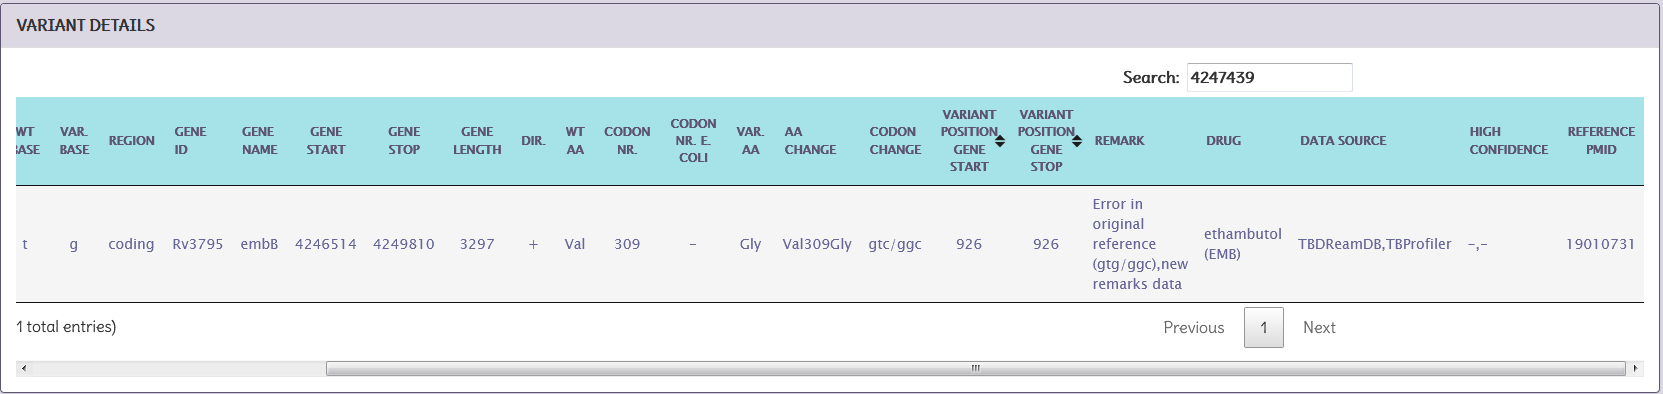 VARIANT DETAILS
Search: 4247439
WT BASE VAR. BASE REGION GENE ID GENE NAME GENE START GENE STOP GENE LENGTH DIR. WT AA CODON NR. CODON NR. E. COLI VAR. AA AA CHANGE CODON CHANGE VARIANT POSITION GENE START VARIANT POSITION GENE STOP REMARK DRUG DATA SOURCE HIGH CONFIDENCE REFERENCE PMID
t g coding Rv3795 embB 4246514 4249810 3297 + Val 309 - Gly Val309Gly gtc/ggc 926 926 Error in original reference (gtg/ggc),new remarks data ethambutol (EMB) TBDReamDB,TBProfiler -,- 19010731
1 total entries) Previous 1 Next